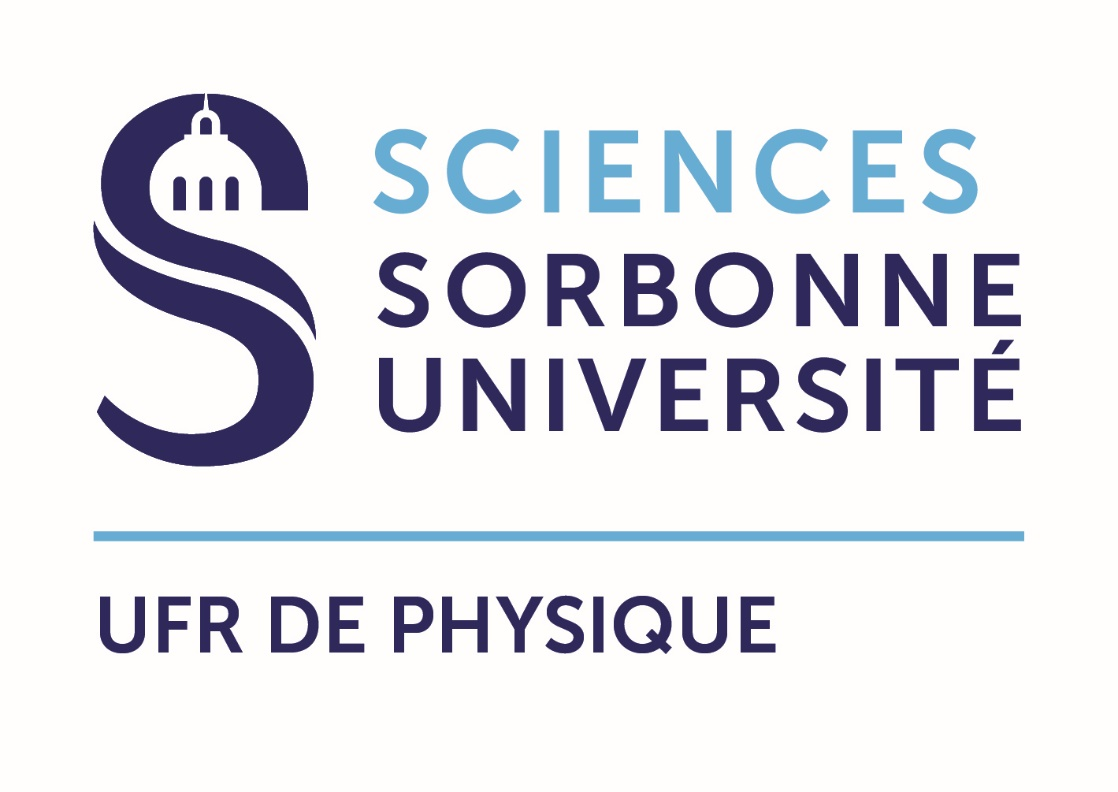 SCIENCES
SORBONNE
UNIVERSITÉ
UFR DE PHYSIQUE